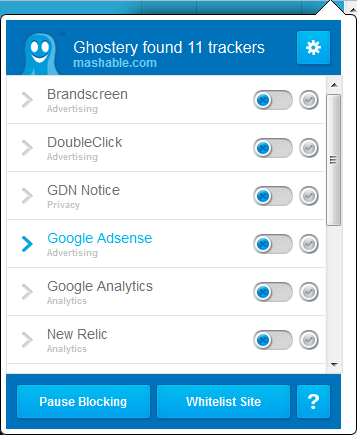 Ghostery found 11 trackers
mashable.com
Brandscreen
Advertising
DoubleClick
Advertising
GDN Notice
Privacy
Google Adsense
Advertising
Google Analytics
Analytics
New Relic
Analytics
Pause Blocking
Whitelist Site
?